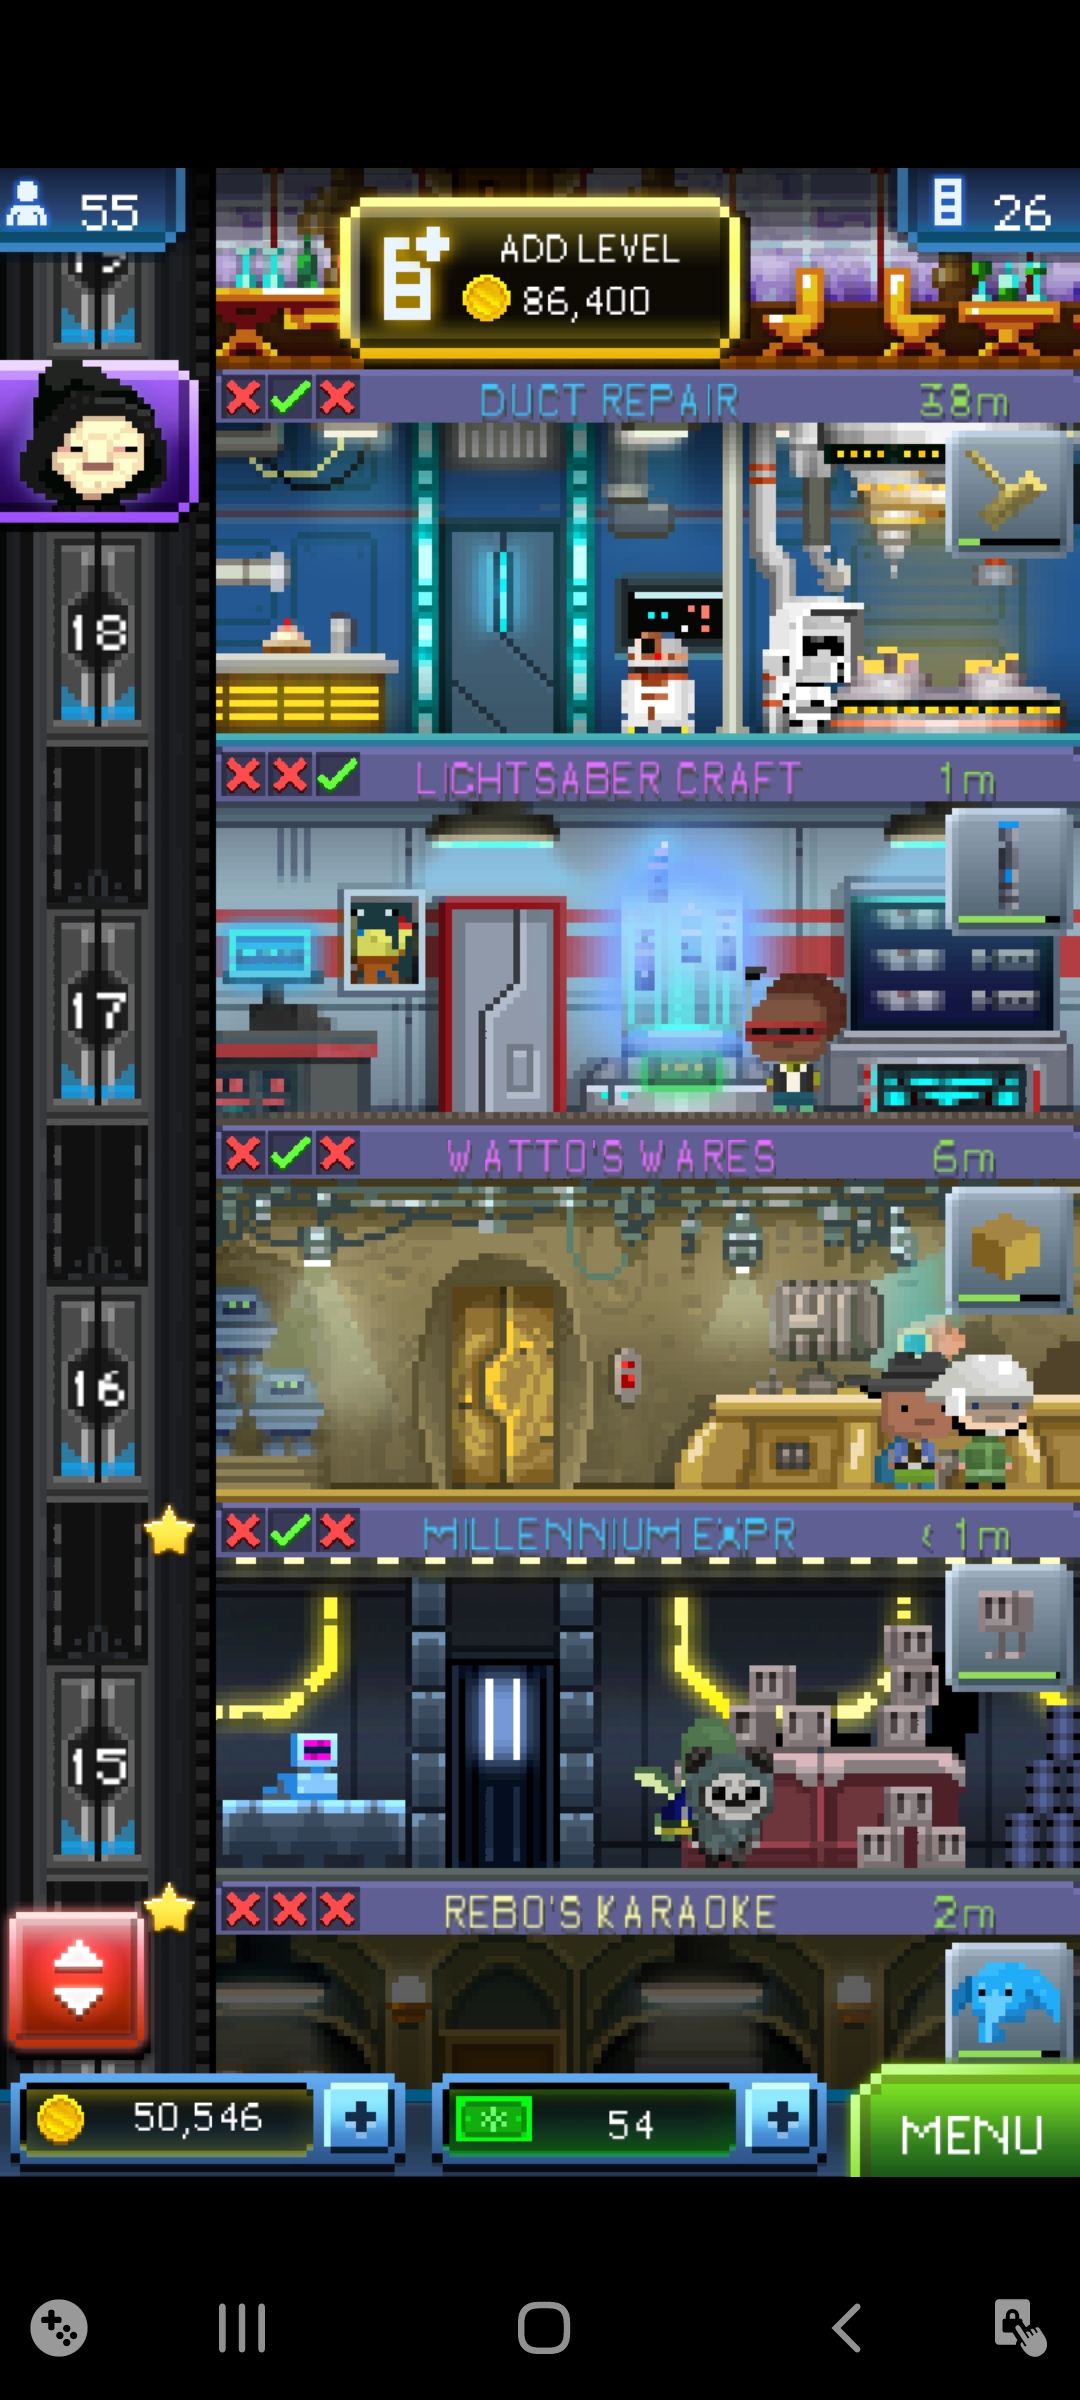 55
ADD LEVEL
86,400
26
DUCT REPAIR
38m
18
LIGHTSABER CRAFT
1m
17
WATTO'S WARES
6m
16
MILLENNIUM EXPR
< 1m
15
REBO'S KARAOKE
2m
50,546
54
MENU